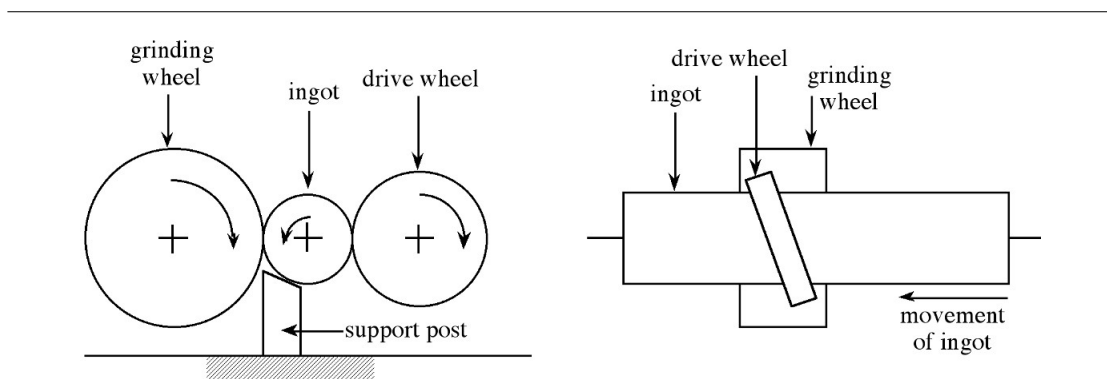 grinding
wheel
ingot
drive wheel
support post
drive wheel
ingot
grinding
wheel
movement
of ingot